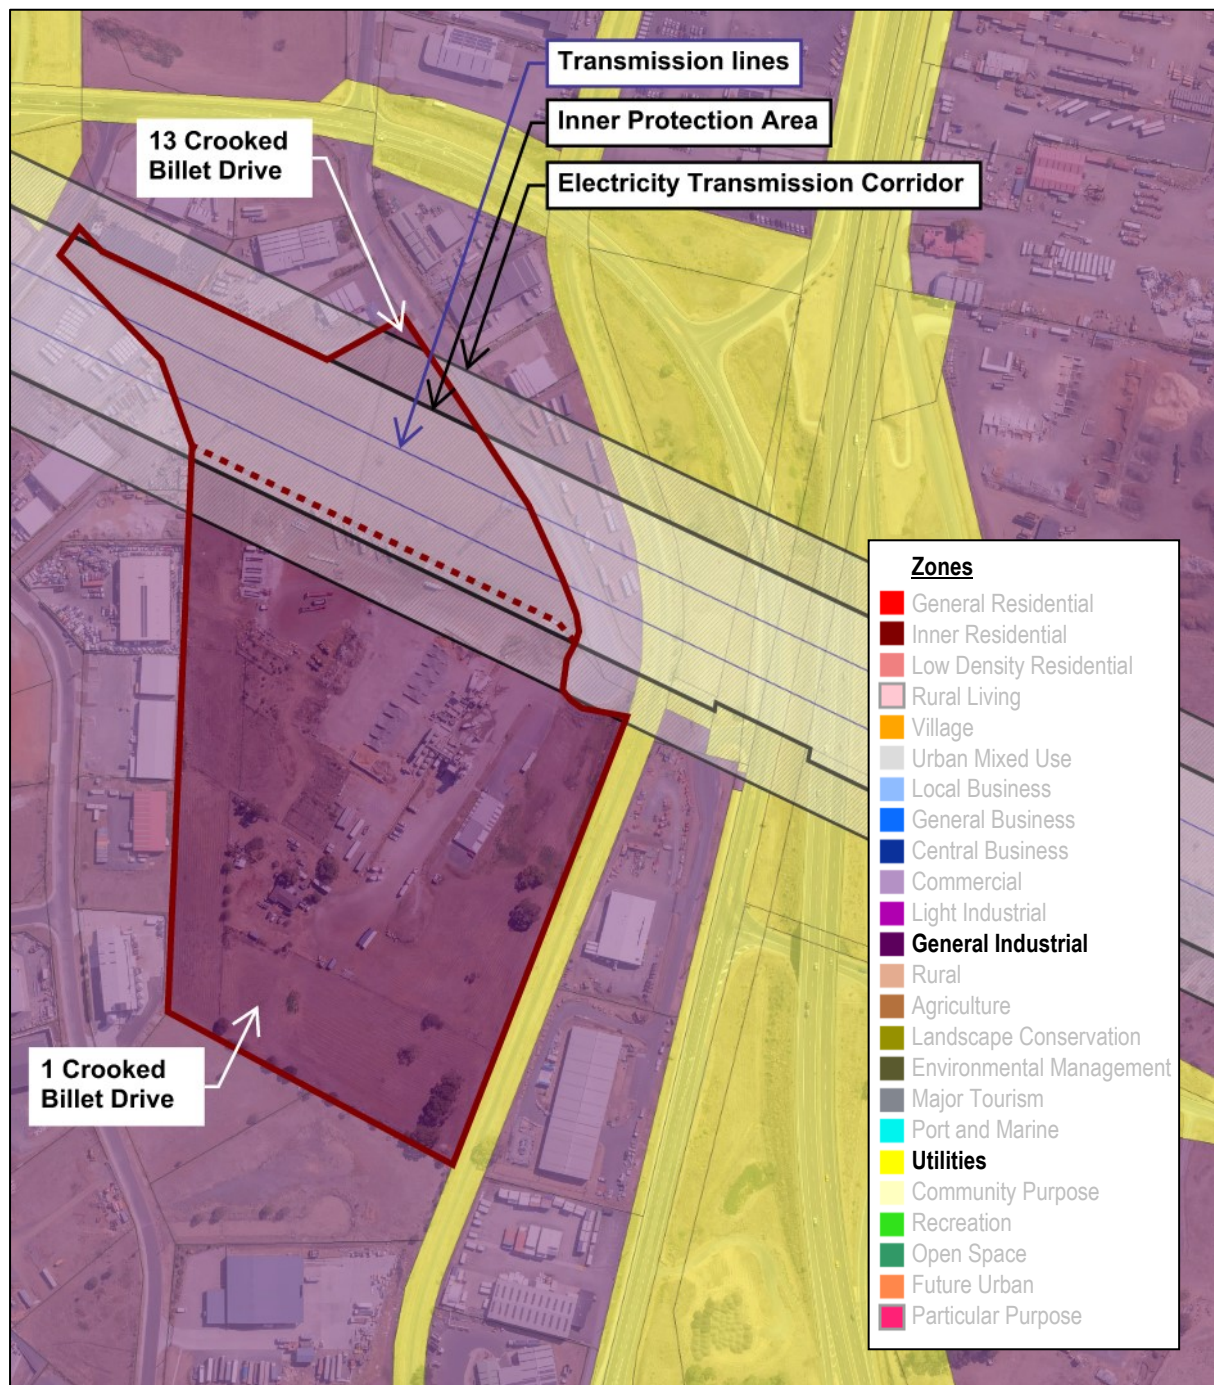 Transmission lines
Inner Protection Area
13 Crooked
Billet Drive
Electricity Transmission Corridor
Zones
General Residential
Inner Residential
Low Density Residential
Rural Living
Village
Urban Mixed Use
Local Business
General Business
Central Business
Commercial
Light Industrial
General Industrial
Rural
Agriculture
Landscape Conservation
Environmental Management
Major Tourism
Port and Marine
Utilities
Community Purpose
Recreation
Open Space
Future Urban
Particular Purpose
1 Crooked
Billet Drive